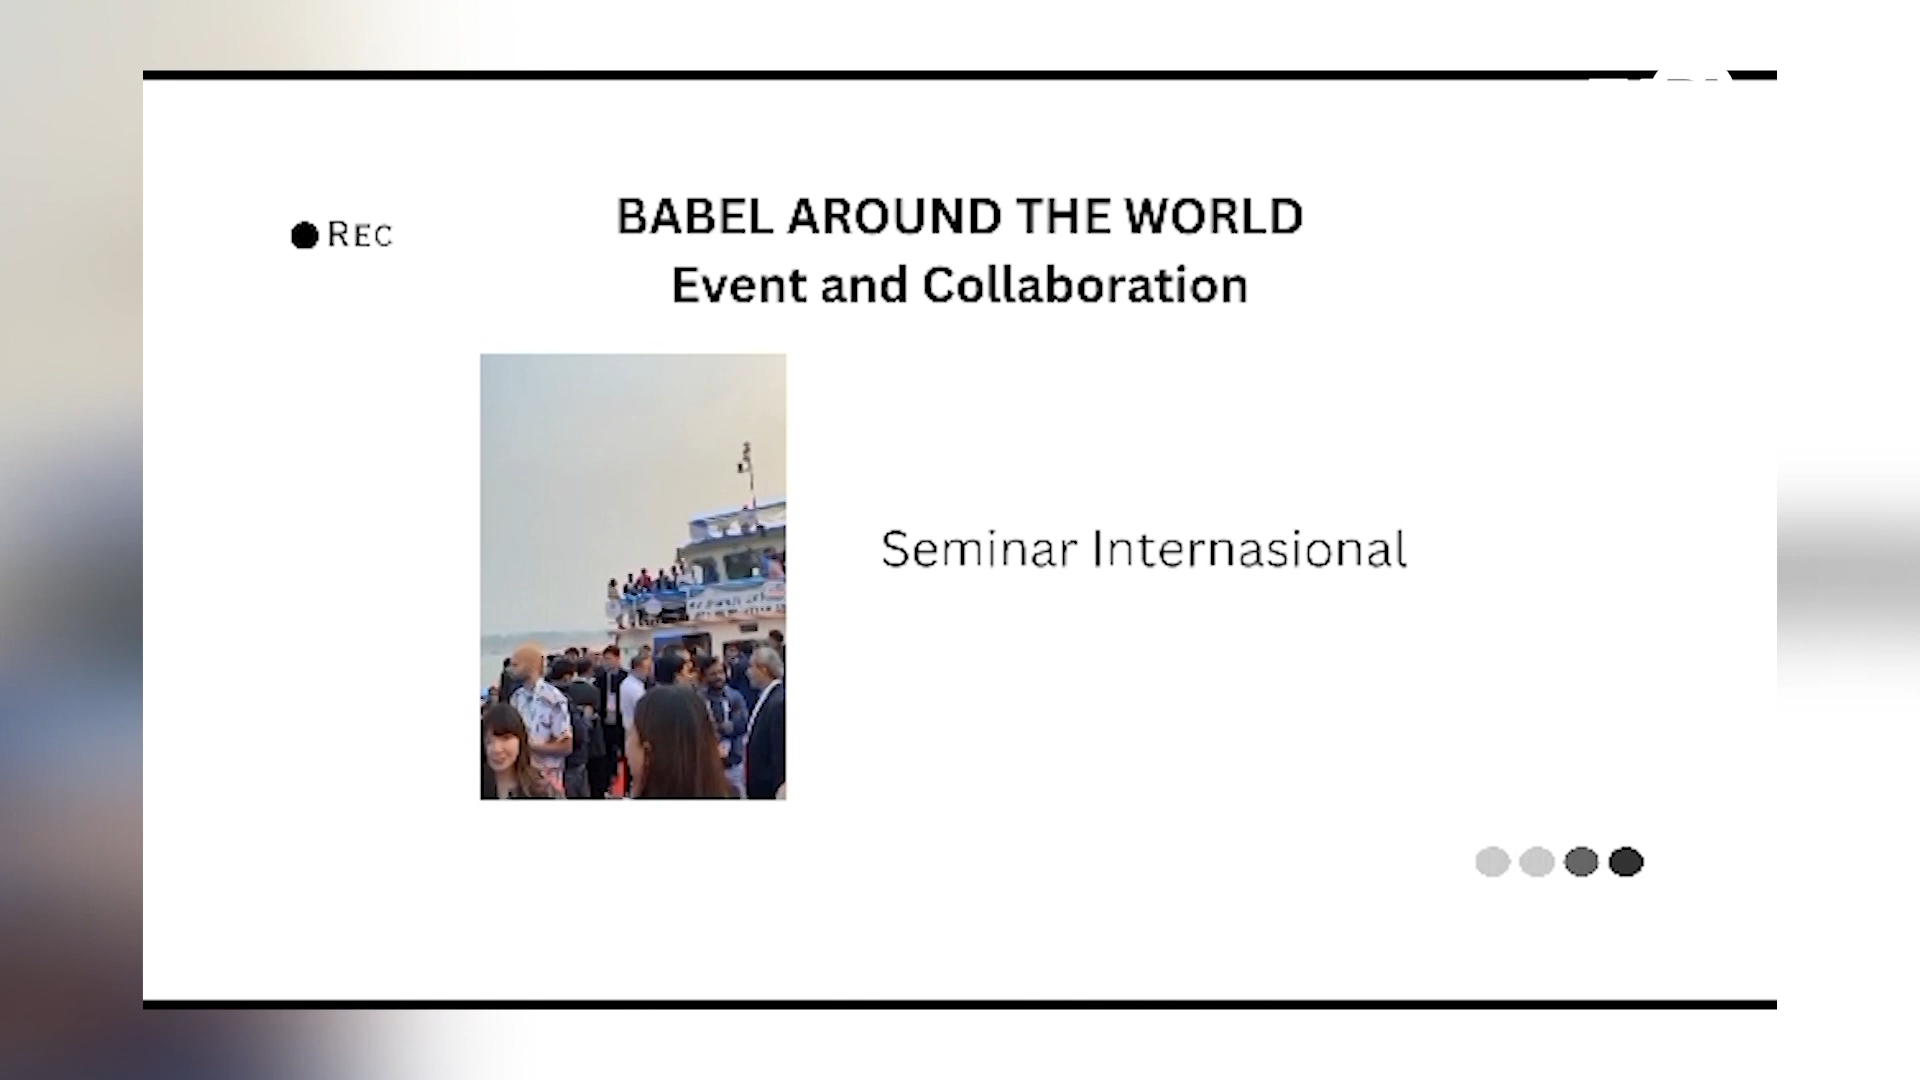 BABEL AROUND THE WORLD
Event and Collaboration
REC
Seminar Internasional